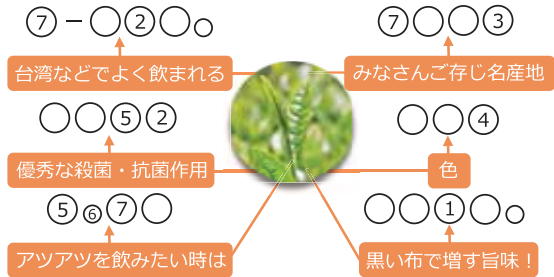 ⑦ー○②○○
⑦○○③
台湾などでよく飲まれる
みなさんご存じ名産地
○○⑤②
○○④
優秀な殺菌・抗菌作用
色
⑤⑥⑦○
○○①○○
アツアツを飲みたい時は
黒い布で増す旨味！